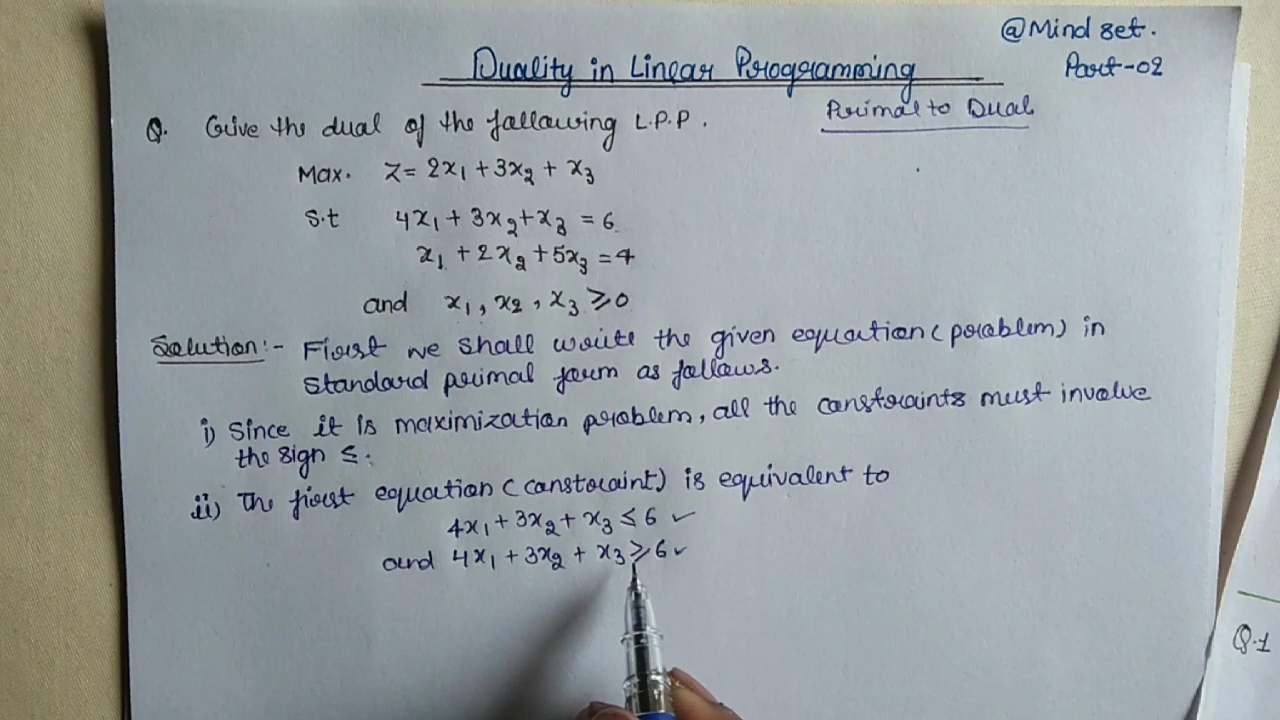 @Mind set.
Part-02
Duality in Linear Programming
Primal to Dual
Q. Give the dual of the following L.P.P.
Max. Z = 2x₁ + 3x₂ + x₃
s.t 4x₁ + 3x₂ + x₃ = 6
x₁ + 2x₂ + 5x₃ = 4
and x₁, x₂, x₃ ≥ 0
Solution:- First we shall write the given equation (problem) in
standard primal form as follows.
i) Since it is maximization problem, all the constraints must involve
the sign ≤.
ii) The first equation (constraint) is equivalent to
4x₁ + 3x₂ + x₃ ≤ 6 ✓
and 4x₁ + 3x₂ + x₃ ≥ 6 ✓
Q.1